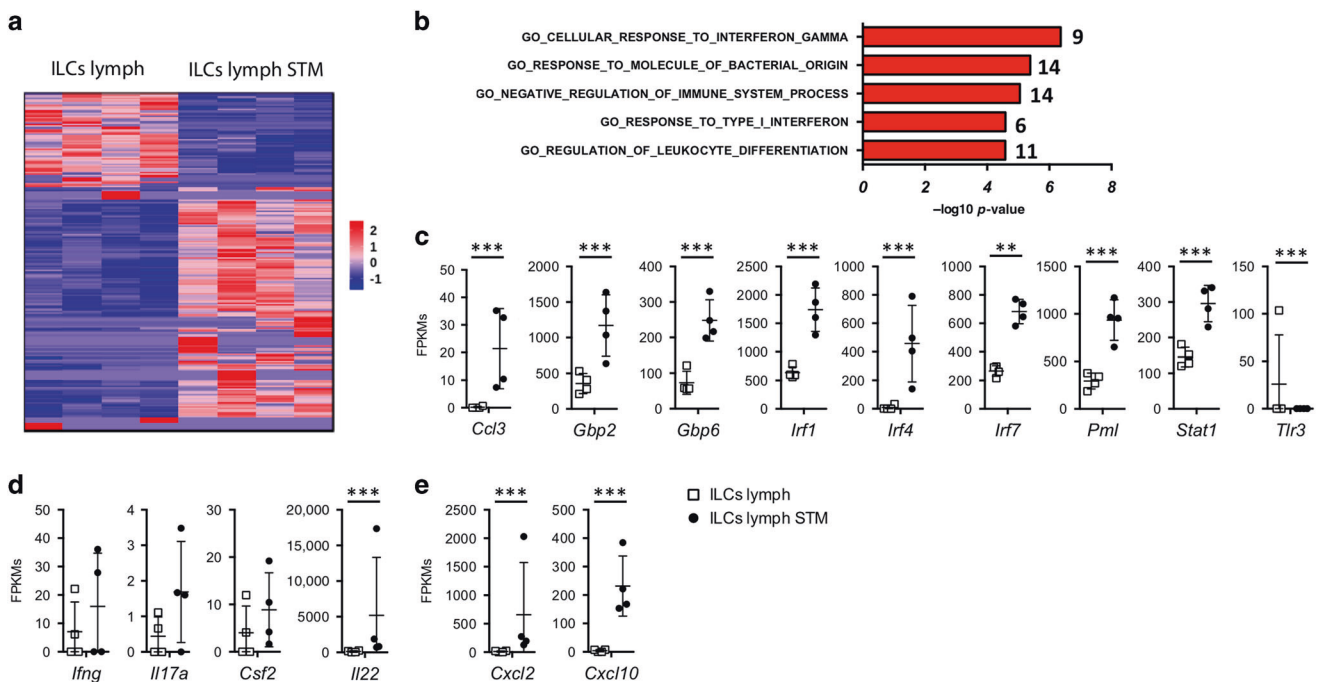 a
ILCs lymph ILCs lymph STM
2
1
0
-1
b
GO_CELLULAR_RESPONSE_TO_INTERFERON_GAMMA 9
GO_RESPONSE_TO_MOLECULE_OF_BACTERIAL_ORIGIN 14
GO_NEGATIVE_REGULATION_OF_IMMUNE_SYSTEM_PROCESS 14
GO_RESPONSE_TO_TYPE_I_INTERFERON 6
GO_REGULATION_OF_LEUKOCYTE_DIFFERENTIATION 11
0 2 4 6 8
–log10 p-value
c
FPKMs
*** *** *** *** *** ** *** *** ***
50 2000 400 2500 1000 1000 1500 400 150
40 1500 300 2000 800 800 1000 300 100
30 1000 200 1500 600 600 500 200 50
20 500 100 1000 400 400 0 100 0
10 0 0 500 200 200 0
0 0 0 0
Ccl3 Gbp2 Gbp6 Irf1 Irf4 Irf7 Pml Stat1 Tlr3
d
FPKMs
***
50 4 30 20,000
40 3 20 15,000
30 2 10 10,000
20 1 0 5000
10 0 0
0
Ifng Il17a Csf2 Il22
e
FPKMs
*** ***
2500 500
2000 400
1500 300
1000 200
500 100
0 0
Cxcl2 Cxcl10
ILCs lymph
ILCs lymph STM